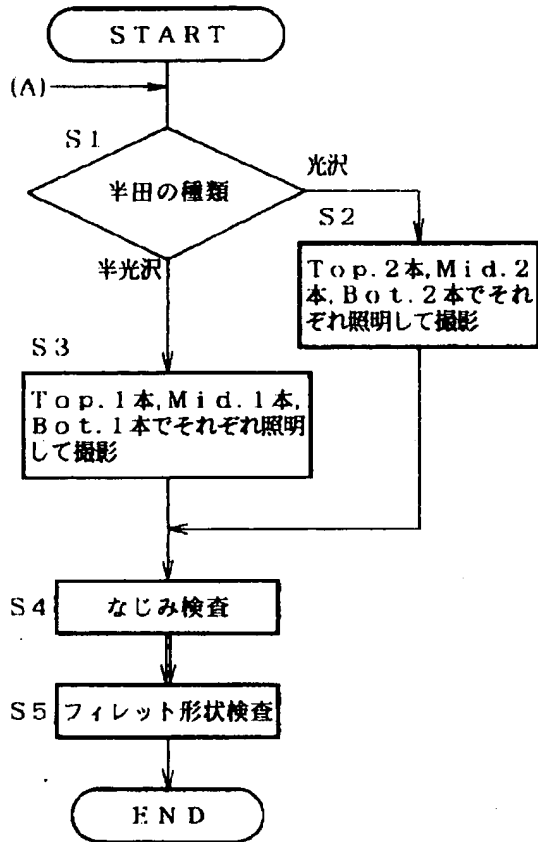 START
(A)
S1
半田の種類
光沢
S2
半光沢
Top.2本,Mid.2
本,Bot.2本でそれ
ぞれ照明して撮影
S3
Top.1本,Mid.1本,
Bot.1本でそれぞれ照明
して撮影
S4
なじみ検査
S5
フィレット形状検査
END